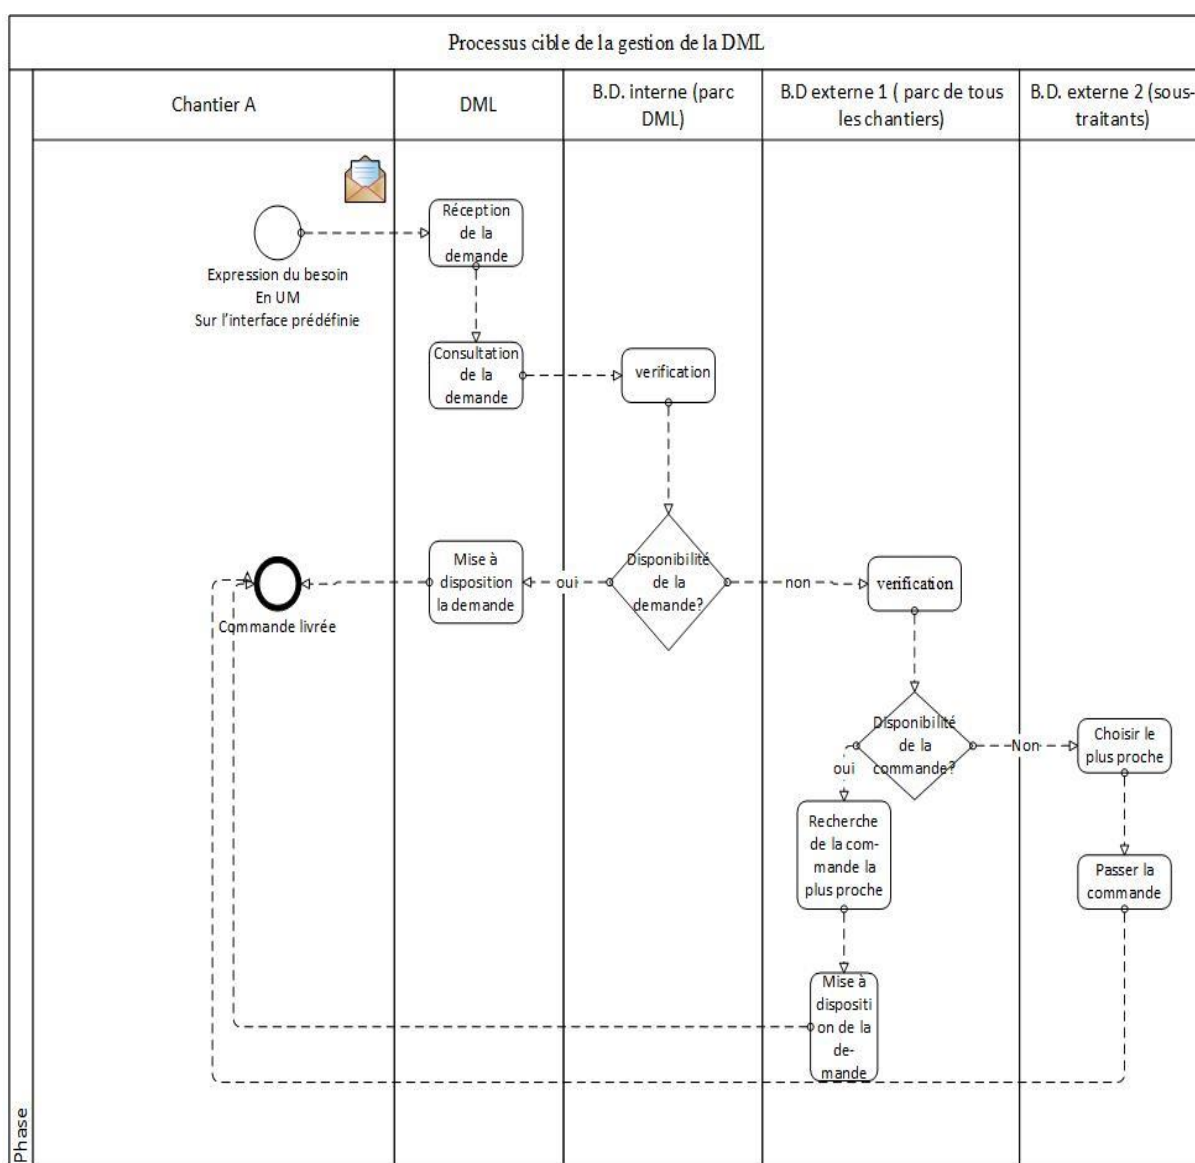 Processus cible de la gestion de la DML
Chantier A
DML
B.D. interne (parc
DML)
B.D externe 1 ( parc de tous
les chantiers)
B.D. externe 2 (sous-
traitants)
Réception
de la
demande
Expression du besoin
En UM
Sur l'interface prédéfinie
Consultation
de la
demande
verification
Disponibilité
de la
demande?
oui
non
Mise à
disposition
la demande
Commande livrée
verification
Disponibilité
de la
commande?
oui
Non
Choisir le
plus proche
Recherche
de la com-
mande la
plus proche
Passer la
commande
Mise à
dispositi
on de la
de-
mande
Phase